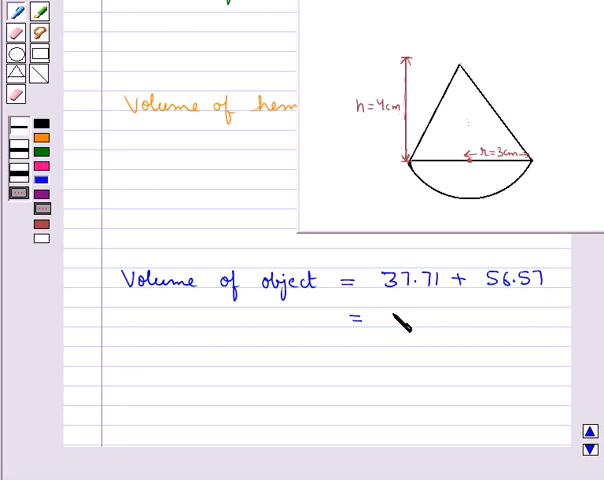 h=4cm
Volume of hem
r=3cm
Volume of object = 37.71 + 56.57
=